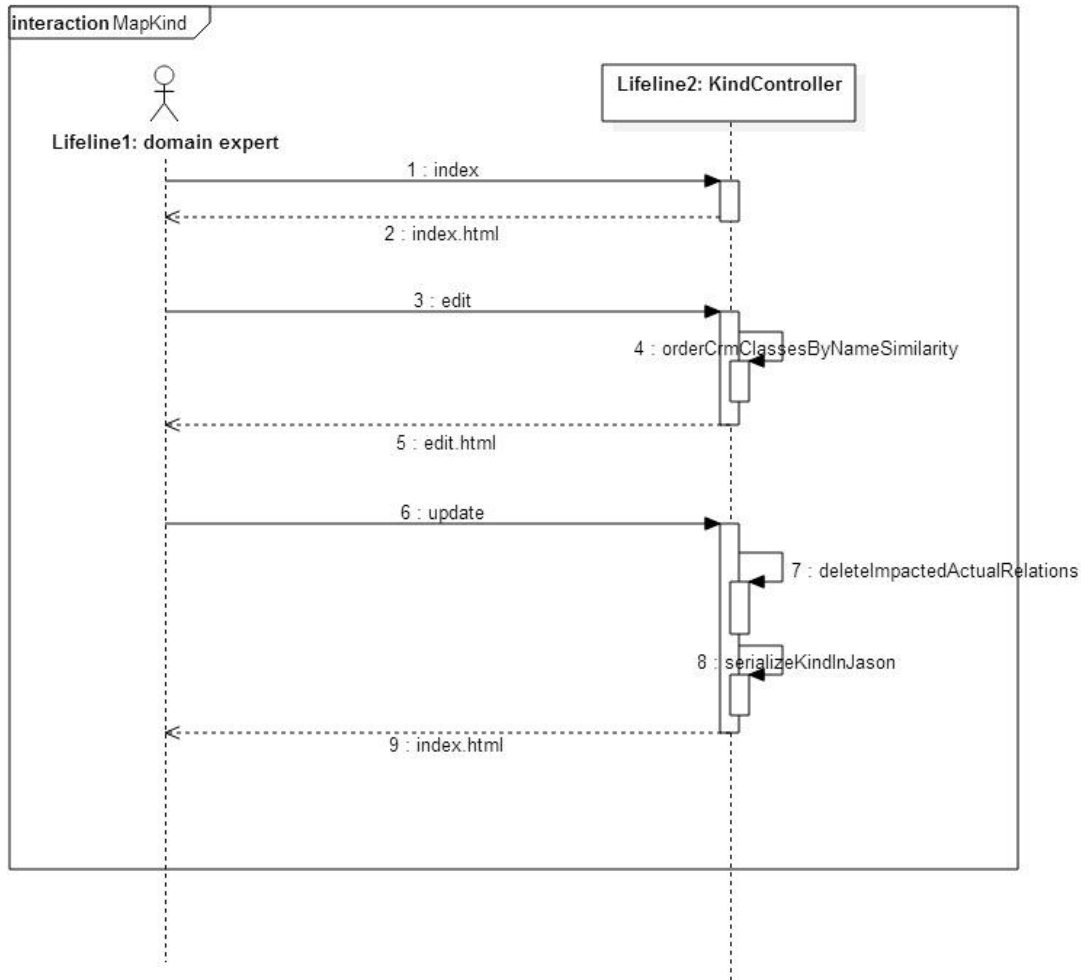 interaction MapKind
Lifeline2: KindController
Lifeline1: domain expert
1 : index
2 : index.html
3 : edit
4 : orderCrmClassesByNameSimilarity
5 : edit.html
6 : update
7 : deleteImpactedActualRelations
8 : serializeKindInJason
9 : index.html